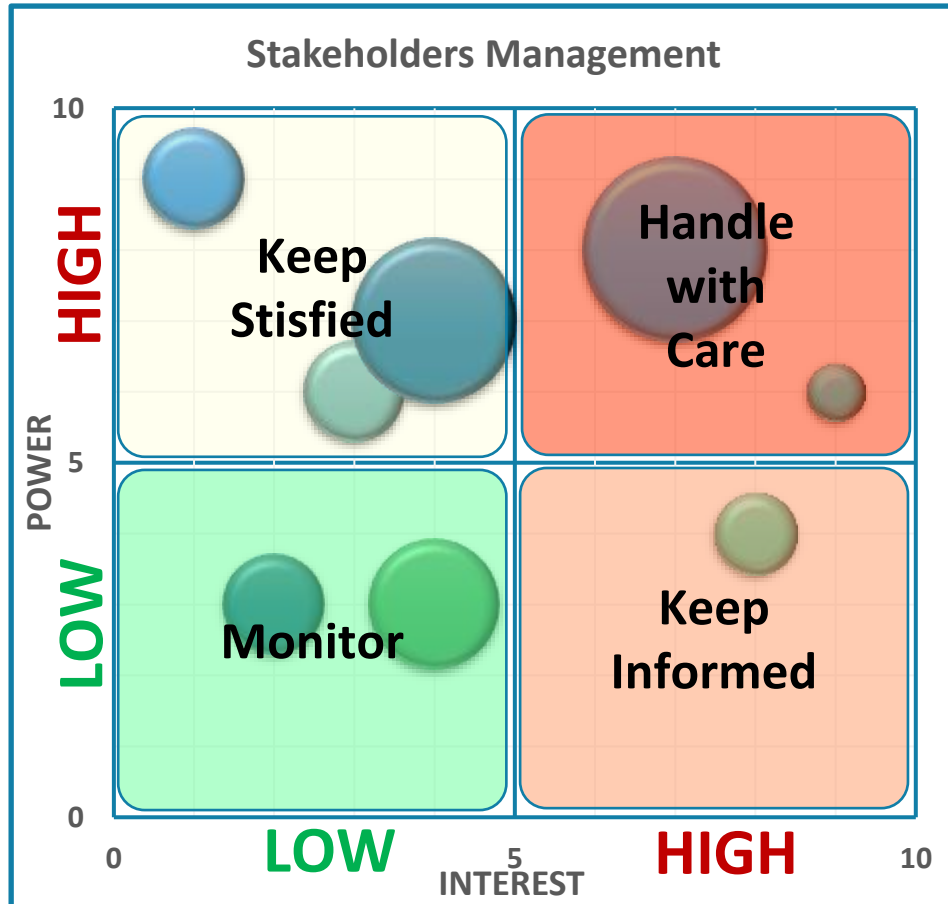 Stakeholders Management
10
HIGH
Keep
Stisfied
Handle
with
Care
POWER
5
LOW
Monitor
Keep
Informed
0
0
LOW
5
HIGH
10
INTEREST